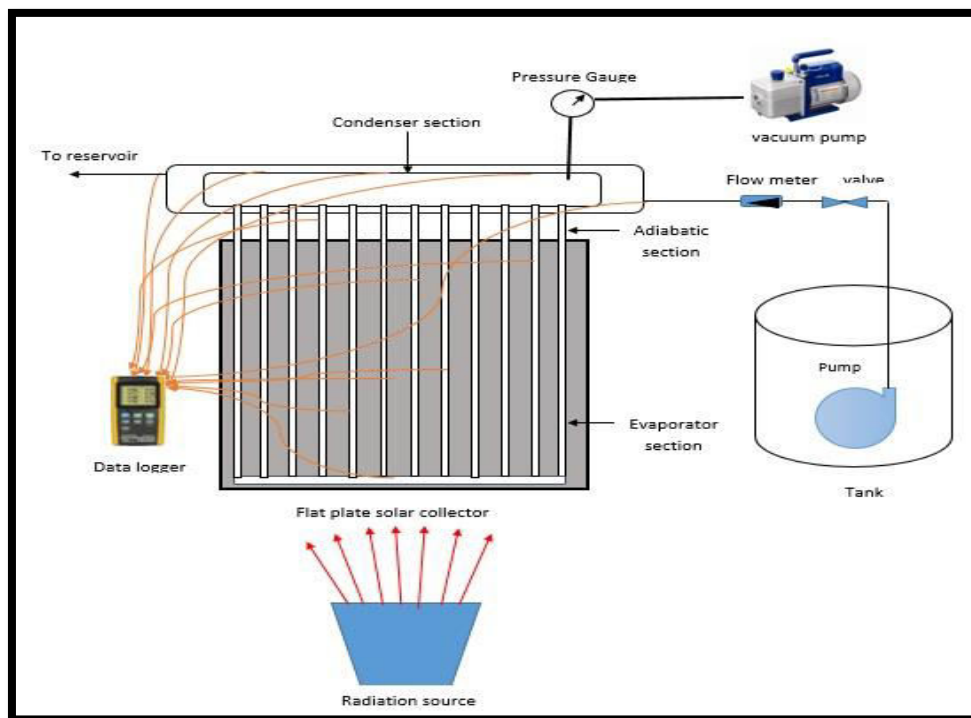 Pressure Gauge
vacuum pump
Condenser section
To reservoir
Flow meter
valve
Adiabatic
section
Pump
Evaporator
section
Data logger
Tank
Flat plate solar collector
Radiation source